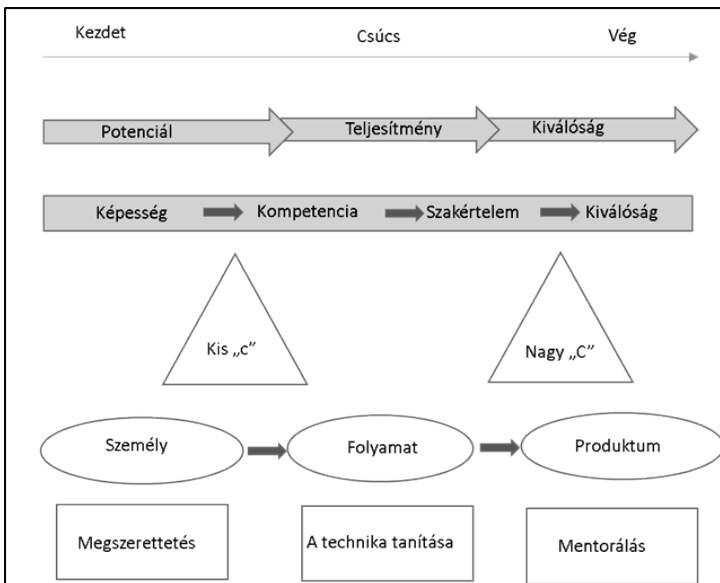 Kezdet Csúcs Vég
Potenciál Teljesítmény Kiválóság
Képesség Kompetencia Szakértelem Kiválóság
Kis „c” Nagy „C”
Személy Folyamat Produktum
Megszerettetés A technika tanítása Mentorálás